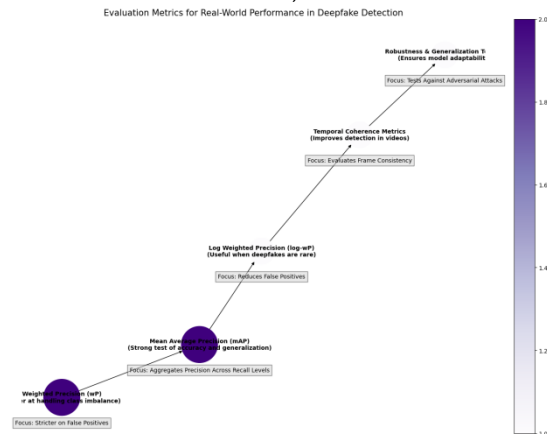 Evaluation Metrics for Real-World Performance in Deepfake Detection
Robustness & Generalization T
(Ensures model adaptabilit
Focus: Tests Against Adversarial Attacks
Temporal Coherence Metrics
(Improves detection in videos)
Focus: Evaluates Frame Consistency
Log Weighted Precision (log-wP)
(Useful when deepfakes are rare)
Focus: Reduces False Positives
Mean Average Precision (mAP)
(Strong test of and generalization)
Focus: Aggregates Precision Across Recall Levels
Weighted Precision (wP)
er at handling class imbalance)
Focus: Stricter on False Positives
2.0
1.8
1.6
1.4
1.2
1.0